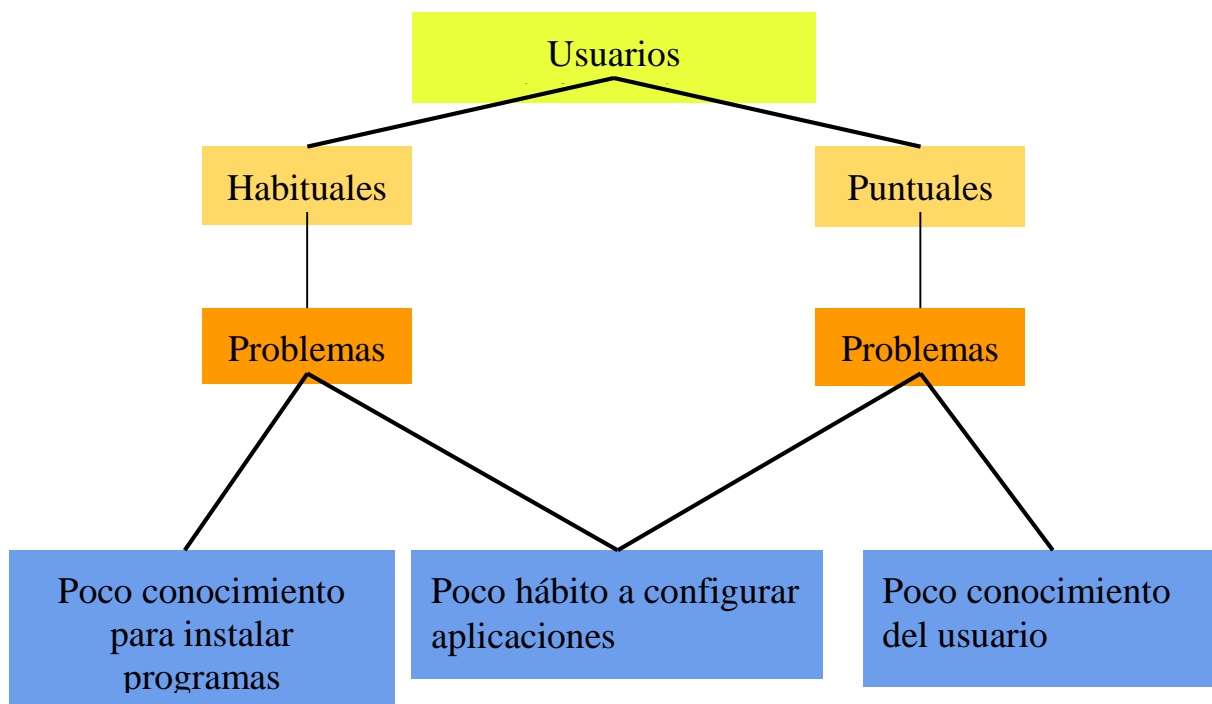 Usuarios
Habituales
Puntuales
Problemas
Problemas
Poco conocimiento
para instalar
programas
Poco hábito a configurar
aplicaciones
Poco conocimiento
del usuario